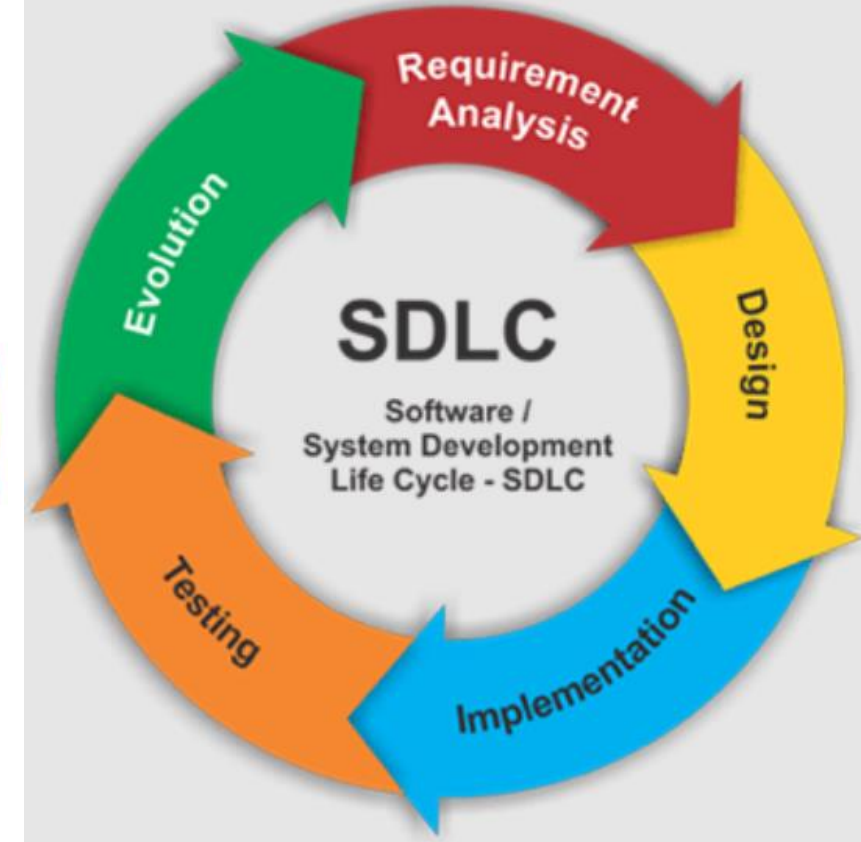 Requirement
Analysis
Design
Implementation
Testing
Evolution
SDLC
Software /
System Development
Life Cycle - SDLC